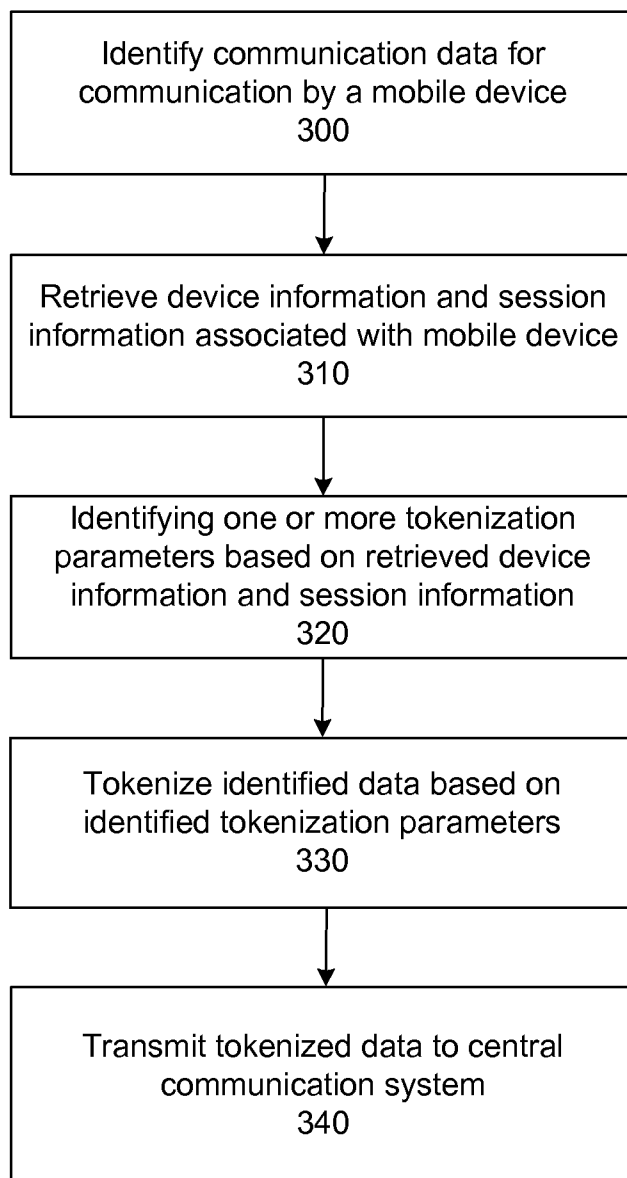 Identify communication data for
communication by a mobile device
300
Retrieve device information and session
information associated with mobile device
310
Identifying one or more tokenization
parameters based on retrieved device
information and session information
320
Tokenize identified data based on
identified tokenization parameters
330
Transmit tokenized data to central
communication system
340